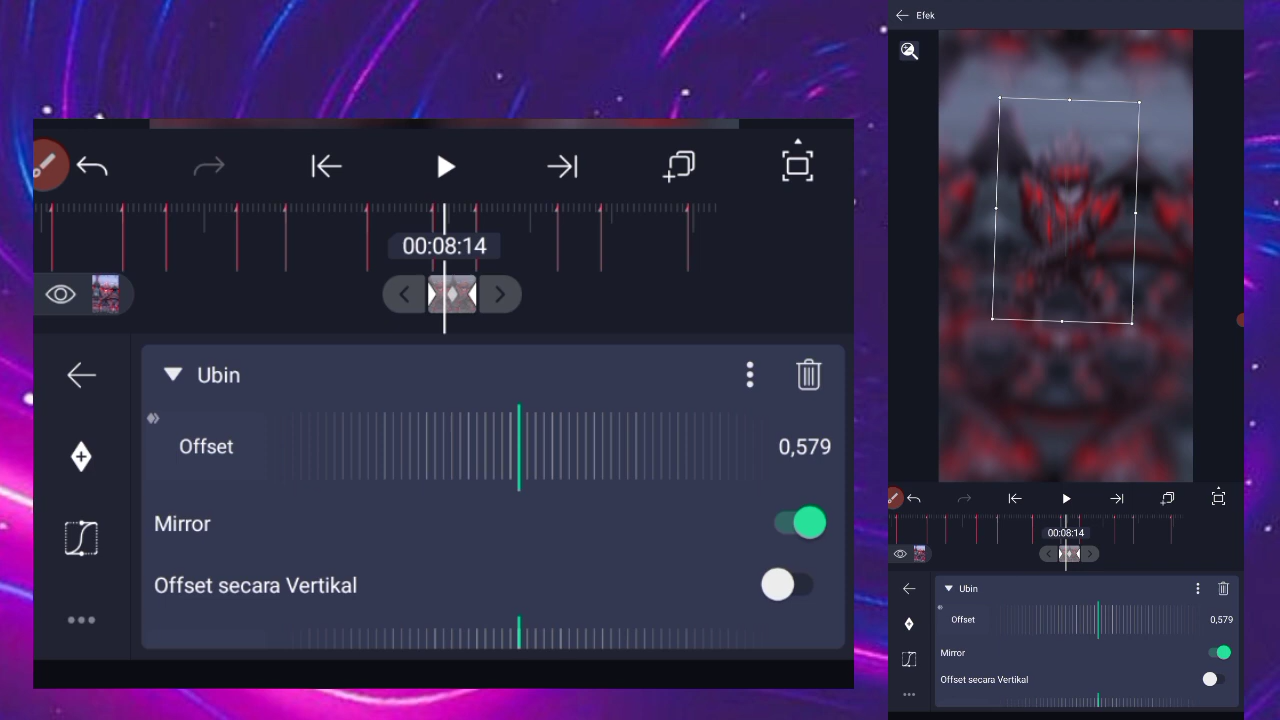 00:08:14
Ubin
Offset
0,579
Mirror
Offset secara Vertikal
Efek
00:08:14
Ubin
Offset
0,579
Mirror
Offset secara Vertikal